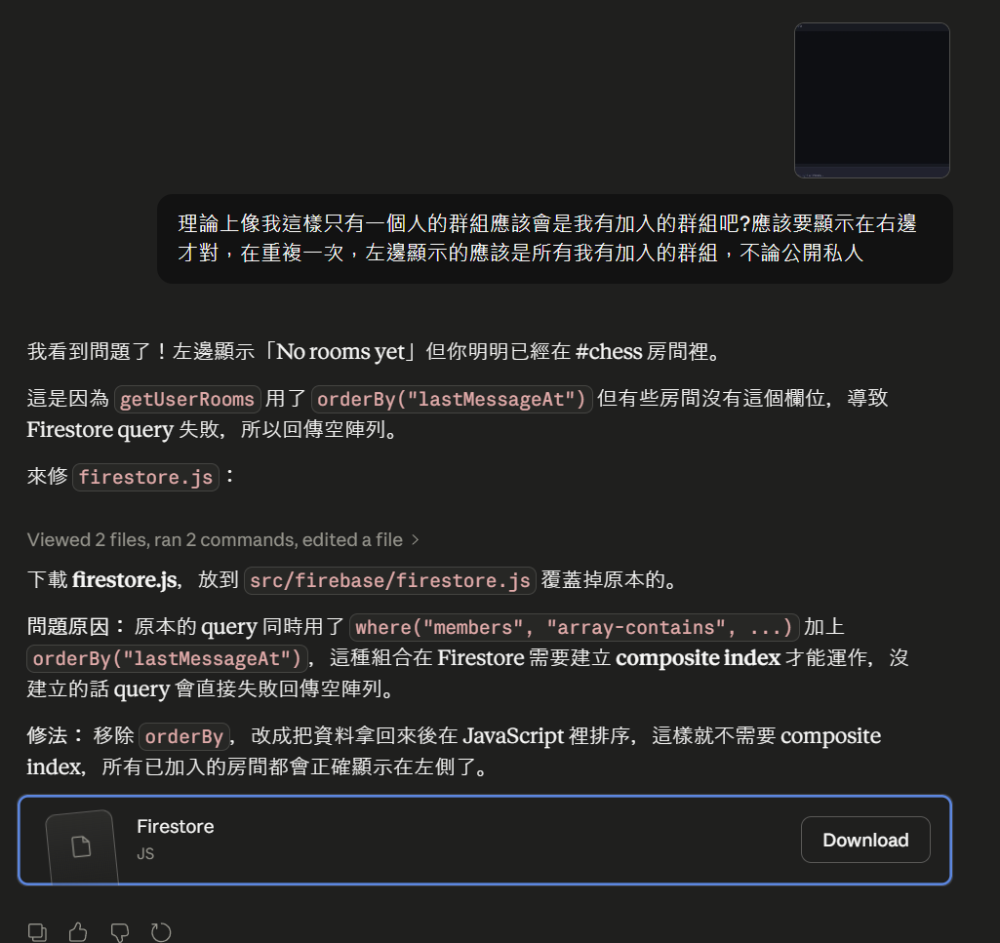 理論上像我這樣只有一個人的群組應該會是我有加入的群組吧?應該要顯示在右邊
才對，在重複一次，左邊顯示的應該是所有我有加入的群組，不論公開私人
我看到問題了！左邊顯示「No rooms yet」但你明明已經在 #chess 房間裡。
這是因為 getUserRooms 用了 orderBy("lastMessageAt") 但有些房間沒有這個欄位，導致
Firestore query 失敗，所以回傳空陣列。
來修 firestore.js：
Viewed 2 files, ran 2 commands, edited a file >
下載 firestore.js，放到 src/firebase/firestore.js 覆蓋掉原本的。
問題原因：原本的 query 同時用了 where("members", "array-contains", ...) 加上
orderBy("lastMessageAt")，這種組合在 Firestore 需要建立 composite index 才能運作，沒
建立的話 query 會直接失敗回傳空陣列。
修法：移除 orderBy，改成把資料拿回來後在 JavaScript 裡排序，這樣就不需要 composite
index，所有已加入的房間都會正確顯示在左側了。
Firestore
JS
Download